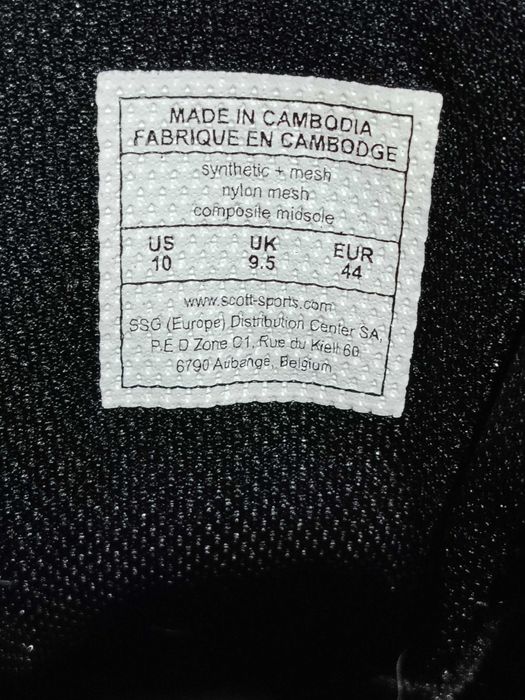 MADE IN CAMBODIA
FABRIQUE EN CAMBODGE
synthetic + mesh
nylon mesh
composite midsole
US UK EUR
10 9.5 44
www.scott-sports.com
SSG (Europe) Distribution Center SA,
P.E D Zone C1, Rue du Kiell 60
6790 Aubange, Belgium